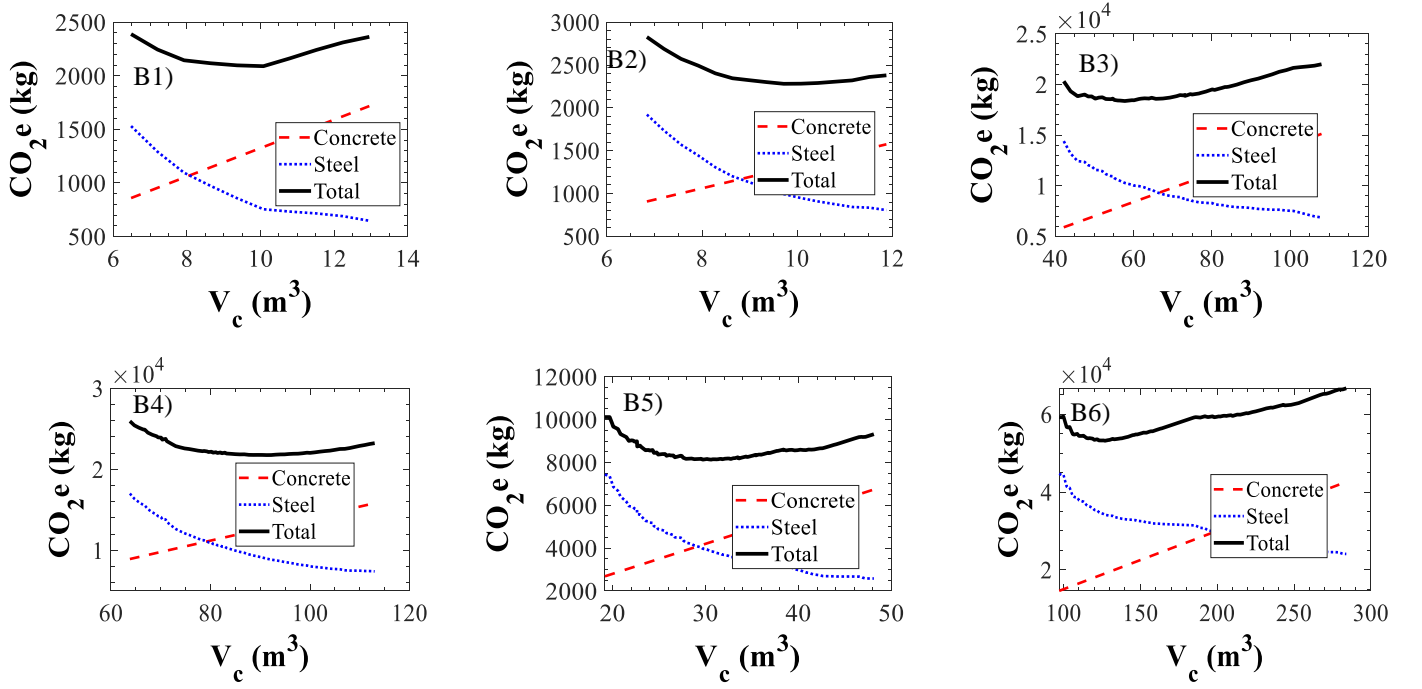 B1)
CO2e (kg)
2500
2000
1500
1000
500
6 8 10 12 14
Vc (m3)
Concrete
Steel
Total
B2)
CO2e (kg)
3000
2500
2000
1500
1000
500
6 8 10 12
Vc (m3)
Concrete
Steel
Total
×10^4
B3)
CO2e (kg)
2.5
2
1.5
1
0.5
40 60 80 100 120
Vc (m3)
Concrete
Steel
Total
×10^4
B4)
CO2e (kg)
3
2
1
60 80 100 120
Vc (m3)
Concrete
Steel
Total
B5)
CO2e (kg)
12000
10000
8000
6000
4000
2000
20 30 40 50
Vc (m3)
Concrete
Steel
Total
×10^4
B6)
CO2e (kg)
6
4
2
100 150 200 250 300
Vc (m3)
Concrete
Steel
Total